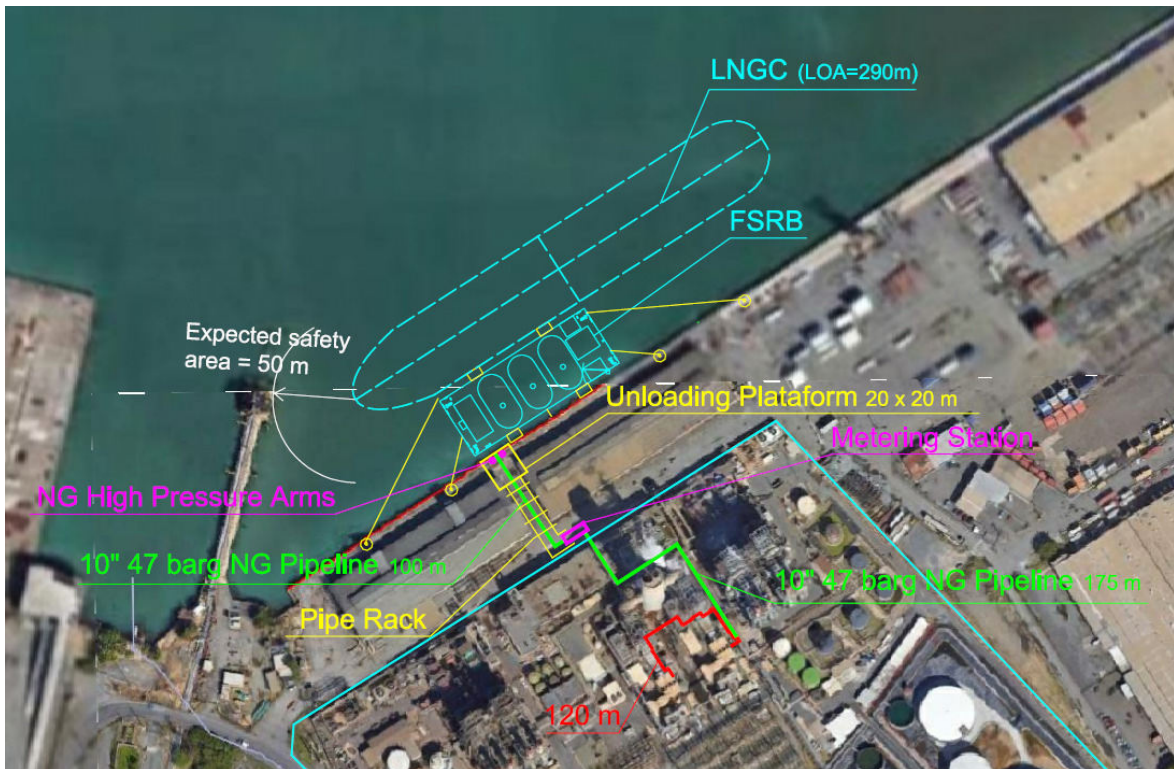 LNGC (LOA=290m)
FSRB
Expected safety
area = 50 m
Unloading Plataform 20 x 20 m
Metering Station
NG High Pressure Arms
10" 47 barg NG Pipeline 100 m
10" 47 barg NG Pipeline 175 m
Pipe Rack
120 m